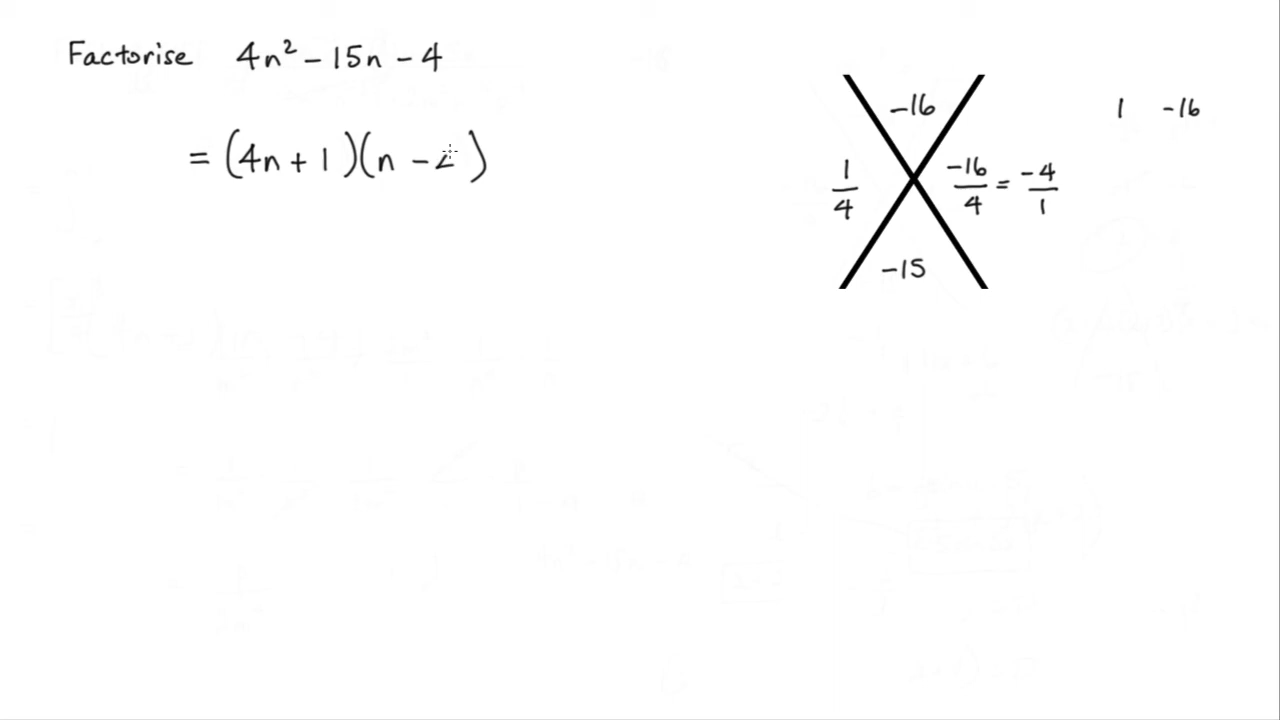 Factorise 4n² – 15n – 4
= (4n + 1)(n –
–16
1 –16
1/4 –16/4 = –4/1
–15